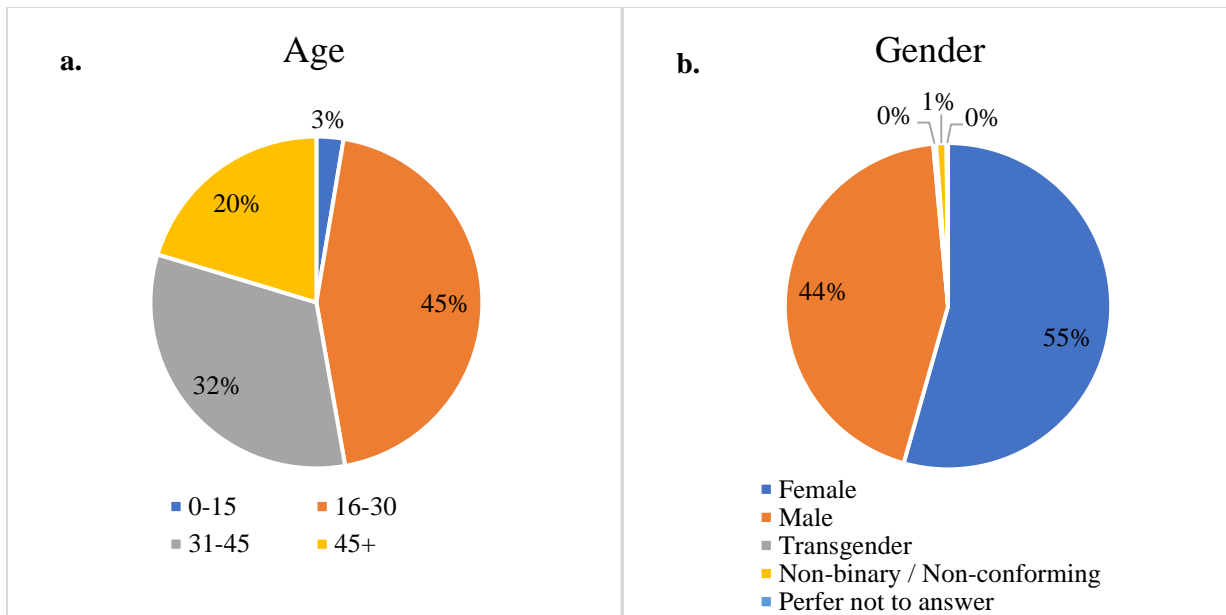 a.
Age
3%
20%
45%
32%
0-15
16-30
31-45
45+
b.
Gender
0%
1%
0%
44%
55%
Female
Male
Transgender
Non-binary / Non-conforming
Perfer not to answer